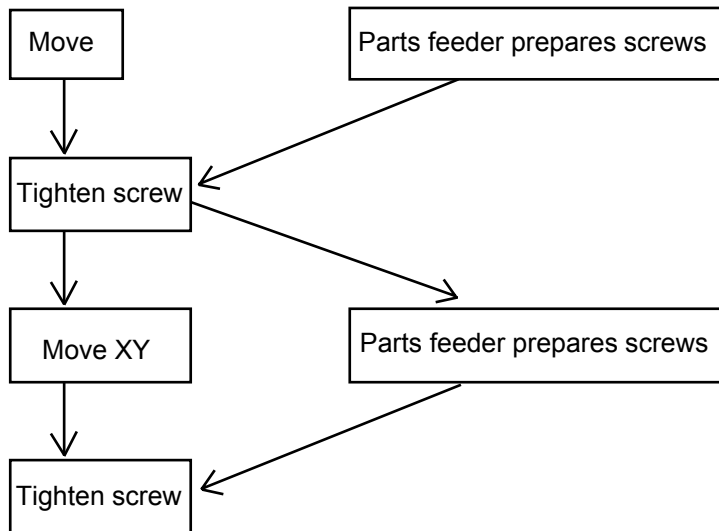 Move
Parts feeder prepares screws
Tighten screw
Move XY
Parts feeder prepares screws
Tighten screw